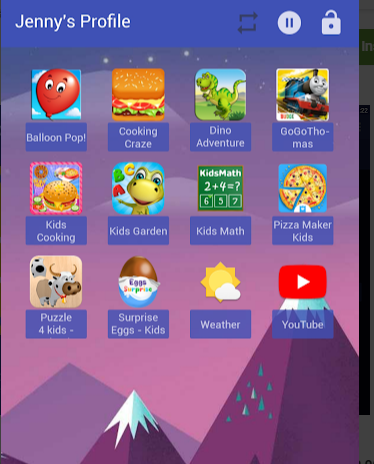 Jenny's Profile
Balloon Pop!
Cooking
Craze
Dino
Adventure
GoGoTho-
mas
KidsMath
2+4=?
6 5 7
Kids
Cooking
Kids Garden
Kids Math
Pizza Maker
Kids
Eggs
Surprise
Puzzle
4 kids -
Surprise
Eggs - Kids
Weather
YouTube